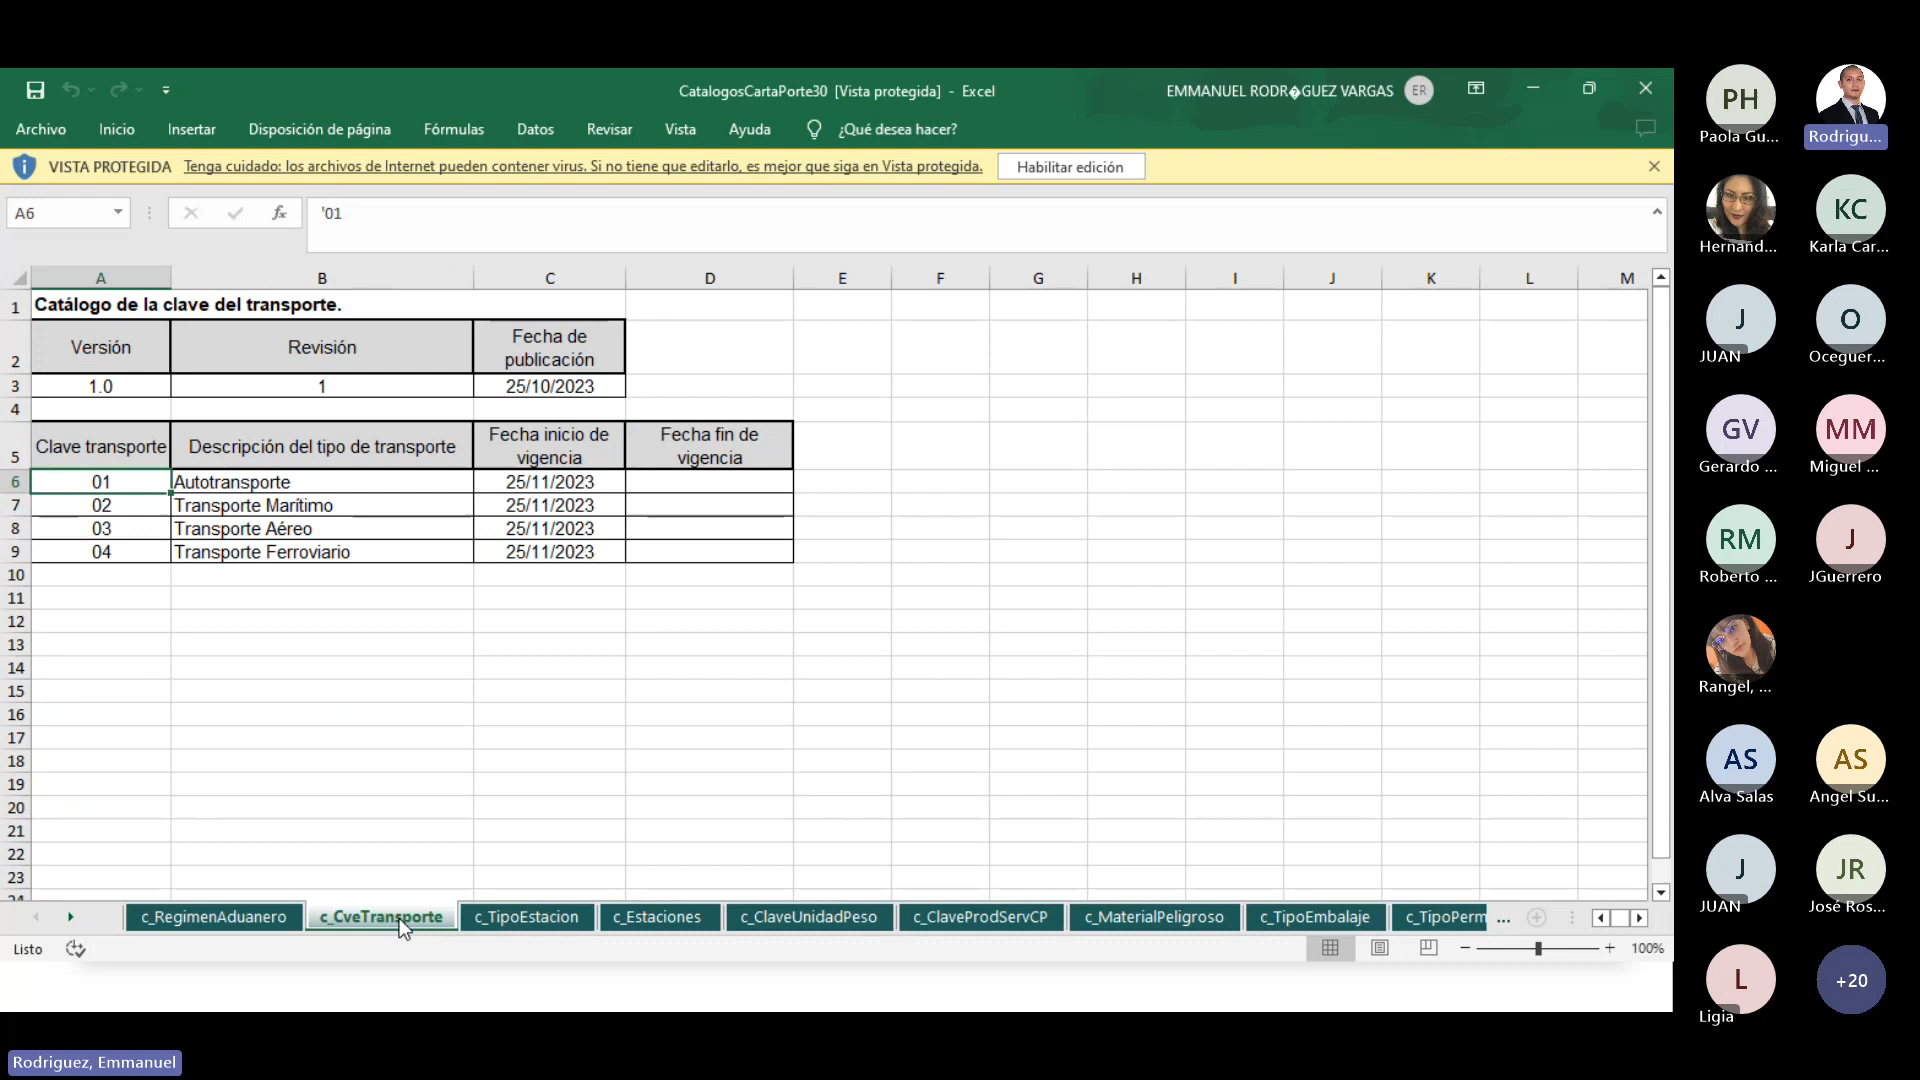 CatalogosCartaPorte30 [Vista protegida] - Excel
EMMANUEL RODR�GUEZ VARGAS
ER
Archivo Inicio Insertar Disposición de página Fórmulas Datos Revisar Vista Ayuda ¿Qué desea hacer?
VISTA PROTEGIDA Tenga cuidado: los archivos de Internet pueden contener virus. Si no tiene que editarlo, es mejor que siga en Vista protegida. Habilitar edición
A6 fx '01
A B C D E F G H I J K L M
1 Catálogo de la clave del transporte.
2 Versión Revisión Fecha de publicación
3 1.0 1 25/10/2023
4
5 Clave transporte Descripción del tipo de transporte Fecha inicio de vigencia Fecha fin de vigencia
6 01 Autotransporte 25/11/2023
7 02 Transporte Marítimo 25/11/2023
8 03 Transporte Aéreo 25/11/2023
9 04 Transporte Ferroviario 25/11/2023
10
11
12
13
14
15
16
17
18
19
20
21
22
23
24
c_RegimenAduanero c_CveTransporte c_TipoEstacion c_Estaciones c_ClaveUnidadPeso c_ClaveProdServCP c_MaterialPeligroso c_TipoEmbalaje c_TipoPerm ...
Listo
100%
PH
Paola Gu... Rodrigu...
KC
Hernand... Karla Car...
J O
JUAN Oceguer...
GV MM
Gerardo ... Miguel ...
RM J
Roberto ... JGuerrero
Rangel, ...
AS AS
Alva Salas Angel Su...
J JR
JUAN José Ros...
L +20
Ligia
Rodriguez, Emmanuel